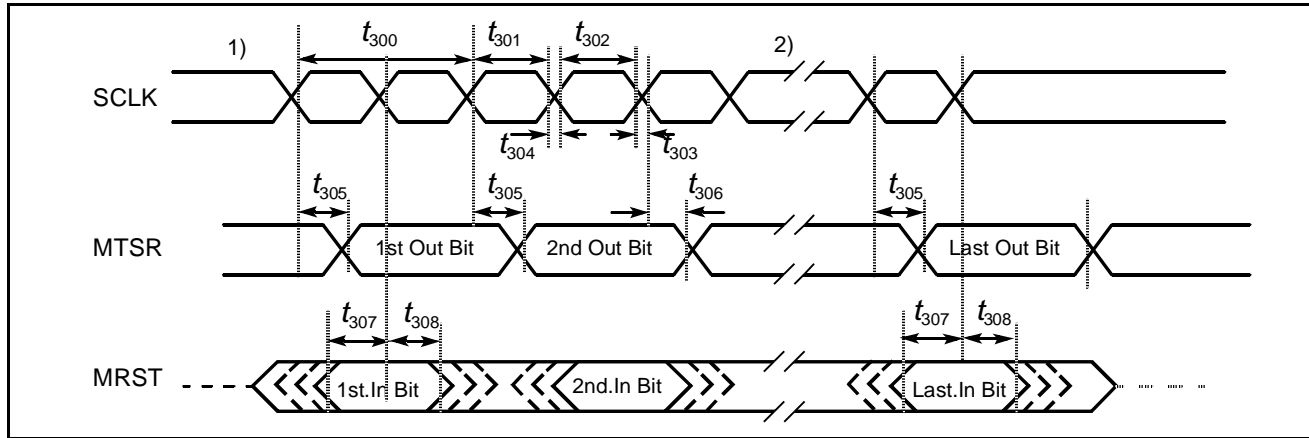 1) t300 t301 t302 2)
SCLK
t304 t303
t305 t305 t306 t305
MTSR 1st Out Bit 2nd Out Bit Last Out Bit
t307 t308 t307 t308
MRST 1st.In Bit 2nd.In Bit Last.In Bit